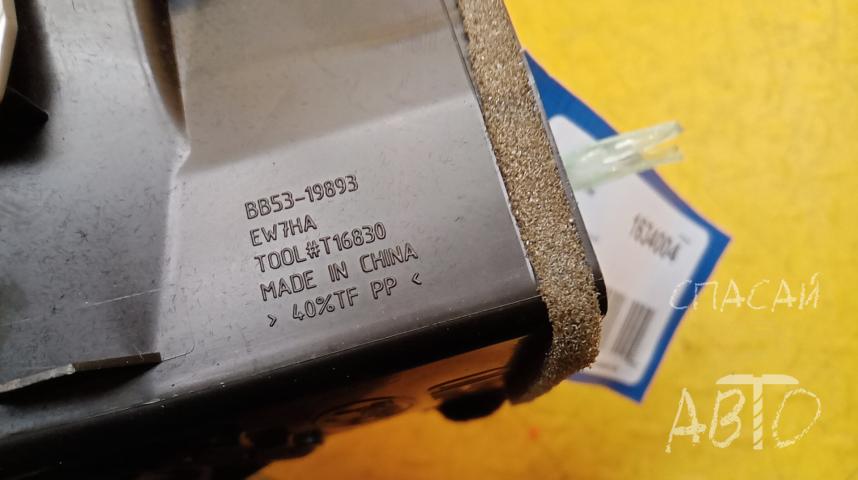 BB53-19893
EW7HA
TOOL#T16830
MADE IN CHINA
> 40%TF PP <
1634004
СПАСАЙ
АВТО